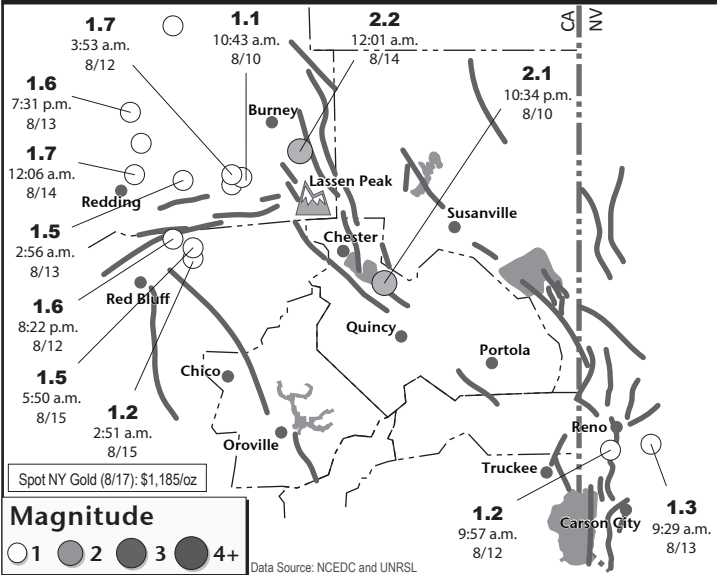 CA
NV
1.7
3:53 a.m.
8/12
1.1
10:43 a.m.
8/10
2.2
12:01 a.m.
8/14
2.1
10:34 p.m.
8/10
1.6
7:31 p.m.
8/13
Burney
1.7
12:06 a.m.
8/14
Redding
Lassen Peak
Susanville
1.5
2:56 a.m.
8/13
Chester
Red Bluff
1.6
8:22 p.m.
8/12
Quincy
Portola
1.5
5:50 a.m.
8/15
Chico
1.2
2:51 a.m.
8/15
Oroville
Reno
Truckee
Spot NY Gold (8/17): $1,185/oz
1.2
9:57 a.m.
8/12
Carson City
1.3
9:29 a.m.
8/13
Magnitude
1 2 3 4+
Data Source: NCEDC and UNRSL